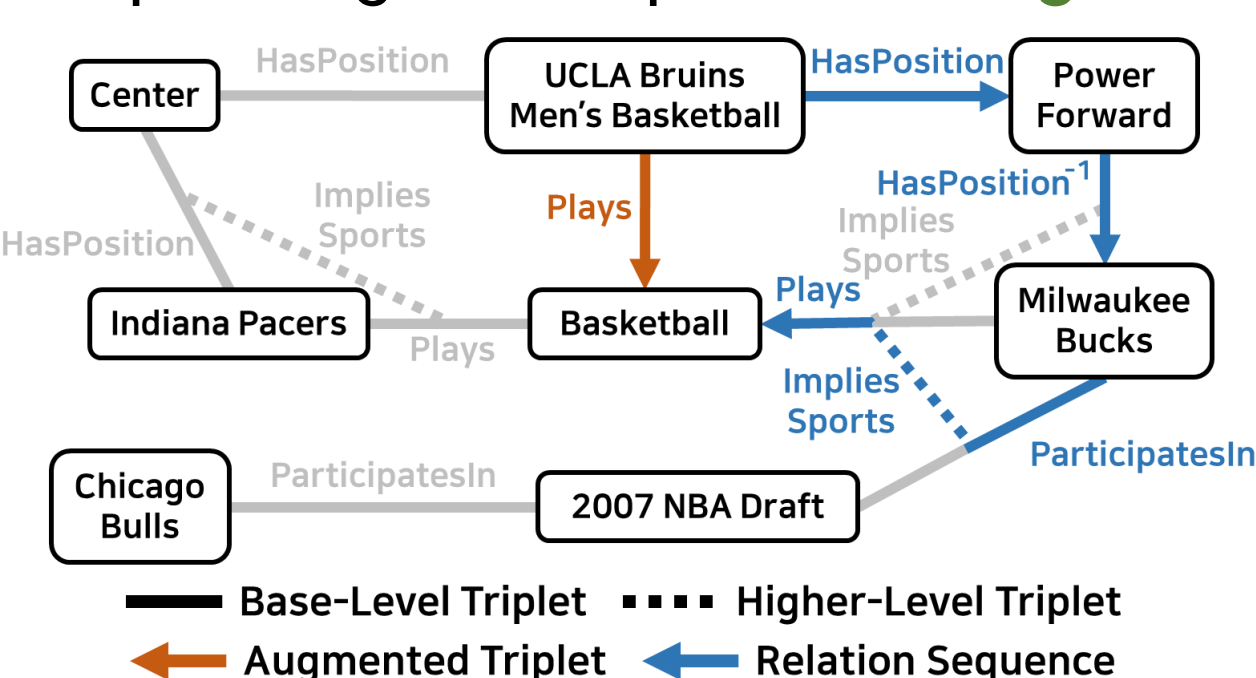 HasPosition
UCLA Bruins
Men's Basketball
HasPosition
Power
Forward
Center
HasPosition⁻¹
Implies
Sports
Plays
Implies
Sports
HasPosition
Plays
Milwaukee
Bucks
Indiana Pacers
Basketball
Plays
Implies
Sports
ParticipatesIn
Chicago
Bulls
ParticipatesIn
2007 NBA Draft
Base-Level Triplet
Higher-Level Triplet
Augmented Triplet
Relation Sequence